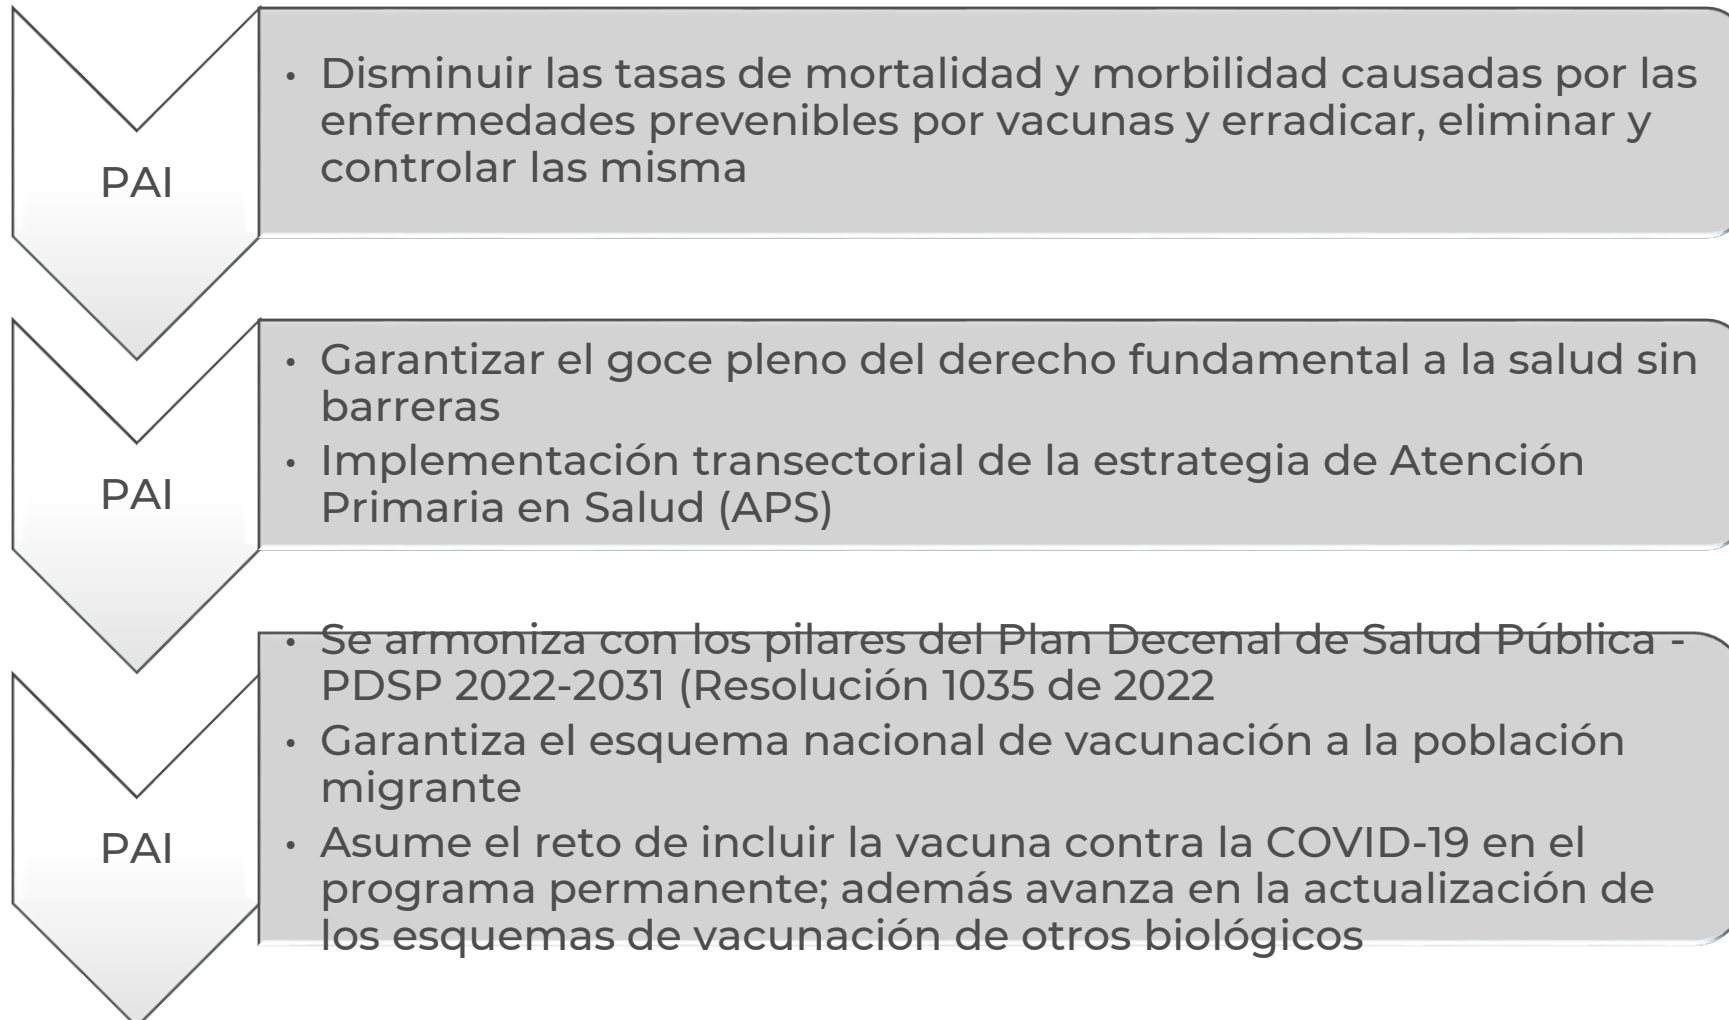 PAI
• Disminuir las tasas de mortalidad y morbilidad causadas por las
enfermedades prevenibles por vacunas y erradicar, eliminar y
controlar las misma
PAI
• Garantizar el goce pleno del derecho fundamental a la salud sin
barreras
• Implementación transectorial de la estrategia de Atención
Primaria en Salud (APS)
PAI
• Se armoniza con los pilares del Plan Decenal de Salud Pública -
PDSP 2022-2031 (Resolución 1035 de 2022
• Garantiza el esquema nacional de vacunación a la población
migrante
• Asume el reto de incluir la vacuna contra la COVID-19 en el
programa permanente; además avanza en la actualización de
los esquemas de vacunación de otros biológicos